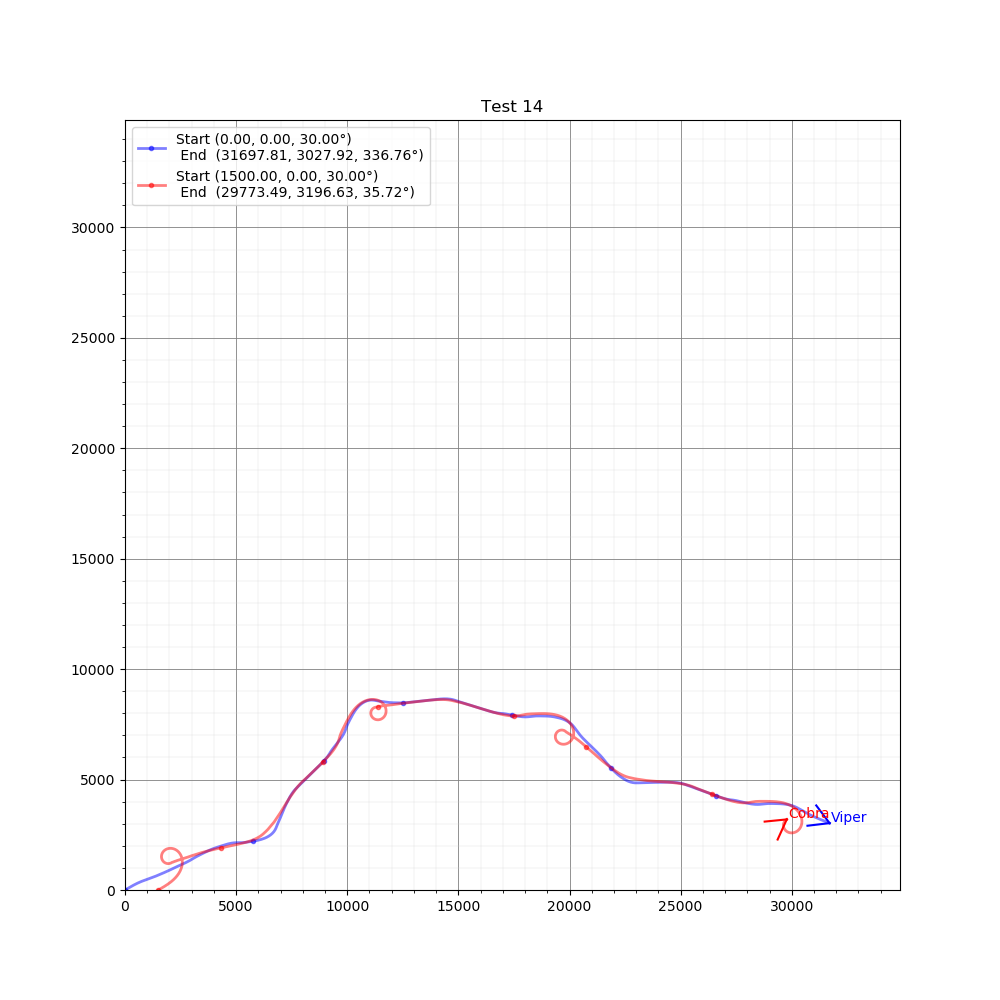 Test 14
Start (0.00, 0.00, 30.00°)
End (31697.81, 3027.92, 336.76°)
Start (1500.00, 0.00, 30.00°)
End (29773.49, 3196.63, 35.72°)
30000
25000
20000
15000
10000
5000
0
Cobra
Viper
0 5000 10000 15000 20000 25000 30000